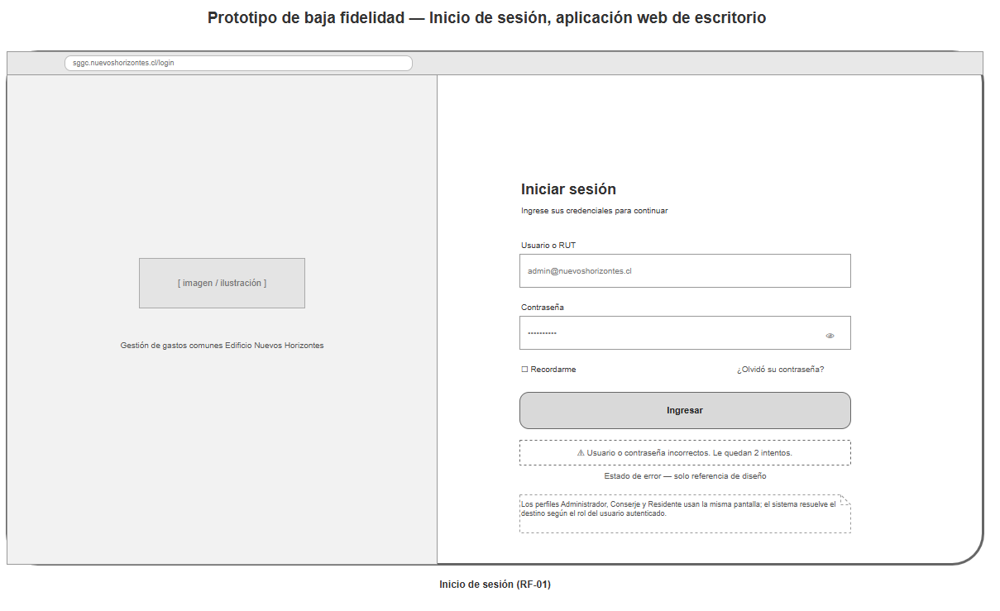 Prototipo de baja fidelidad — Inicio de sesión, aplicación web de escritorio
sggc.nuevoshorizontes.cl/login
[ imagen / ilustración ]
Gestión de gastos comunes Edificio Nuevos Horizontes
Iniciar sesión
Ingrese sus credenciales para continuar
Usuario o RUT
admin@nuevoshorizontes.cl
Contraseña
••••••••••
☐ Recordarme
¿Olvidó su contraseña?
Ingresar
⚠ Usuario o contraseña incorrectos. Le quedan 2 intentos.
Estado de error — solo referencia de diseño
Los perfiles Administrador, Conserje y Residente usan la misma pantalla; el sistema resuelve el
destino según el rol del usuario autenticado.
Inicio de sesión (RF-01)